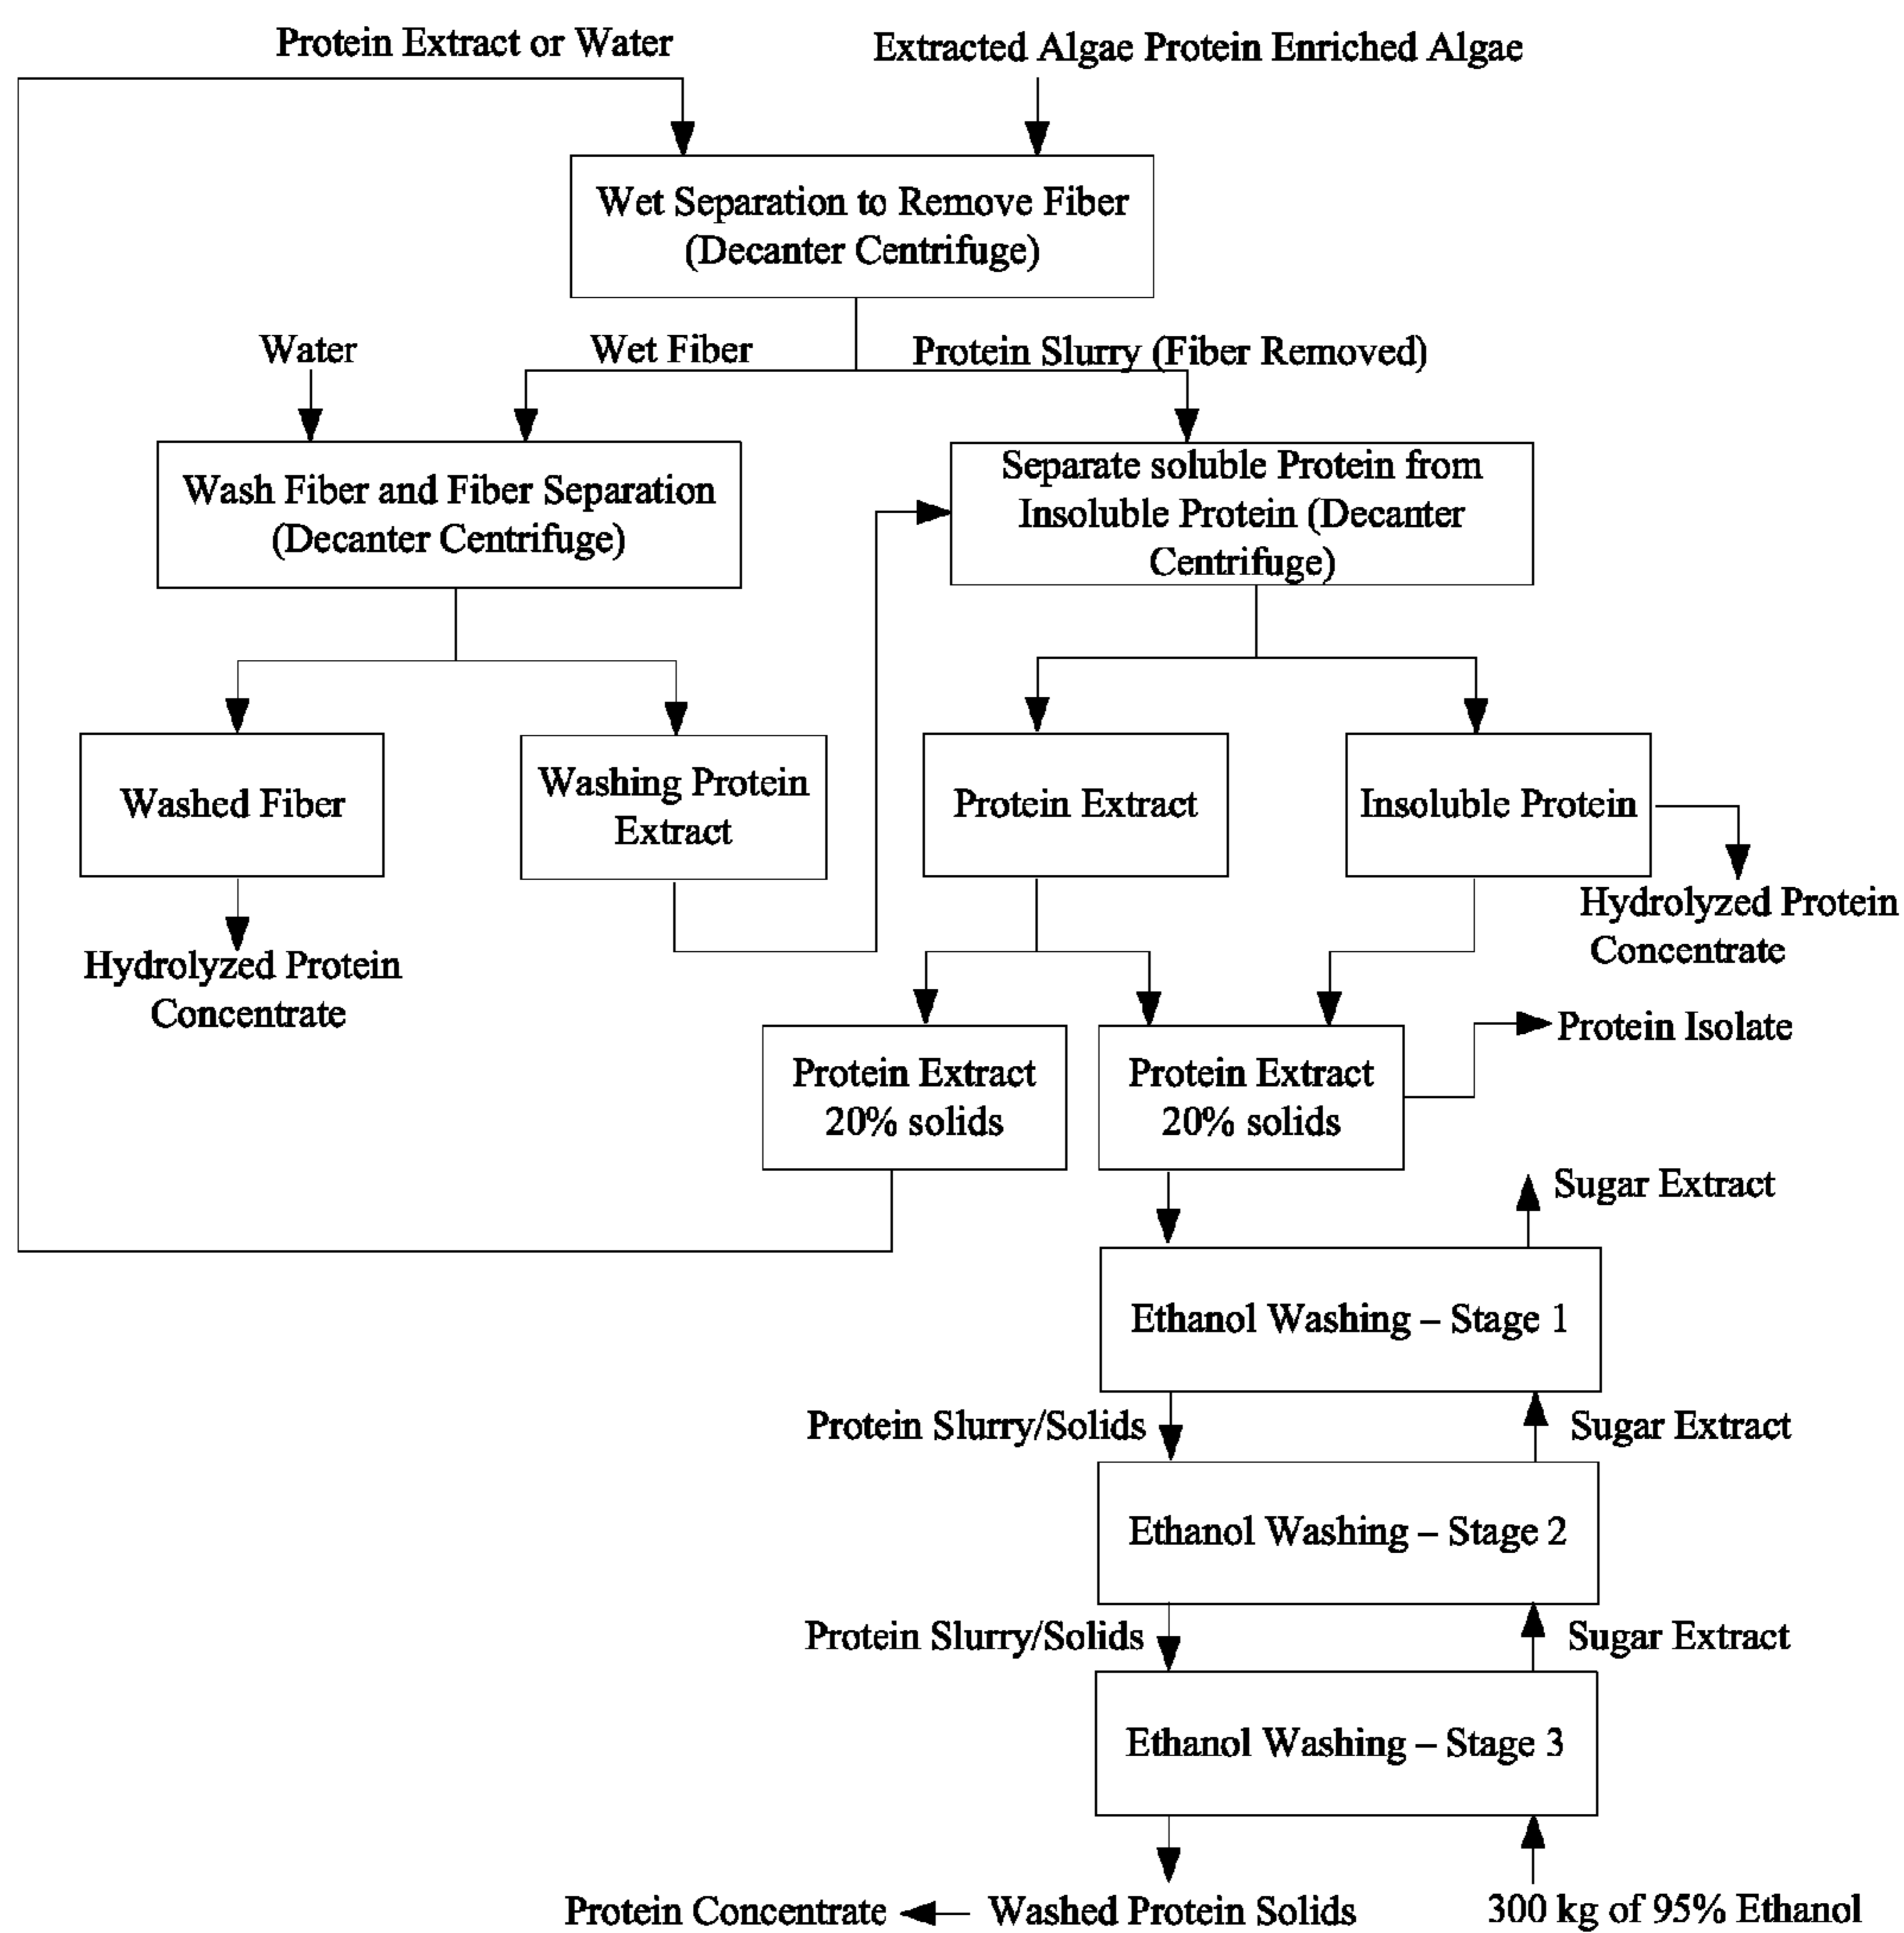 Protein Extract or Water
Extracted Algae Protein Enriched Algae
Wet Separation to Remove Fiber
(Decanter Centrifuge)
Water
Wet Fiber
Protein Slurry (Fiber Removed)
Wash Fiber and Fiber Separation
(Decanter Centrifuge)
Separate soluble Protein from
Insoluble Protein (Decanter
Centrifuge)
Washed Fiber
Washing Protein
Extract
Protein Extract
Insoluble Protein
Hydrolyzed Protein
Concentrate
Hydrolyzed Protein
Concentrate
Protein Extract
20% solids
Protein Extract
20% solids
Protein Isolate
Sugar Extract
Ethanol Washing – Stage 1
Protein Slurry/Solids
Sugar Extract
Ethanol Washing – Stage 2
Protein Slurry/Solids
Sugar Extract
Ethanol Washing – Stage 3
Protein Concentrate
Washed Protein Solids
300 kg of 95% Ethanol